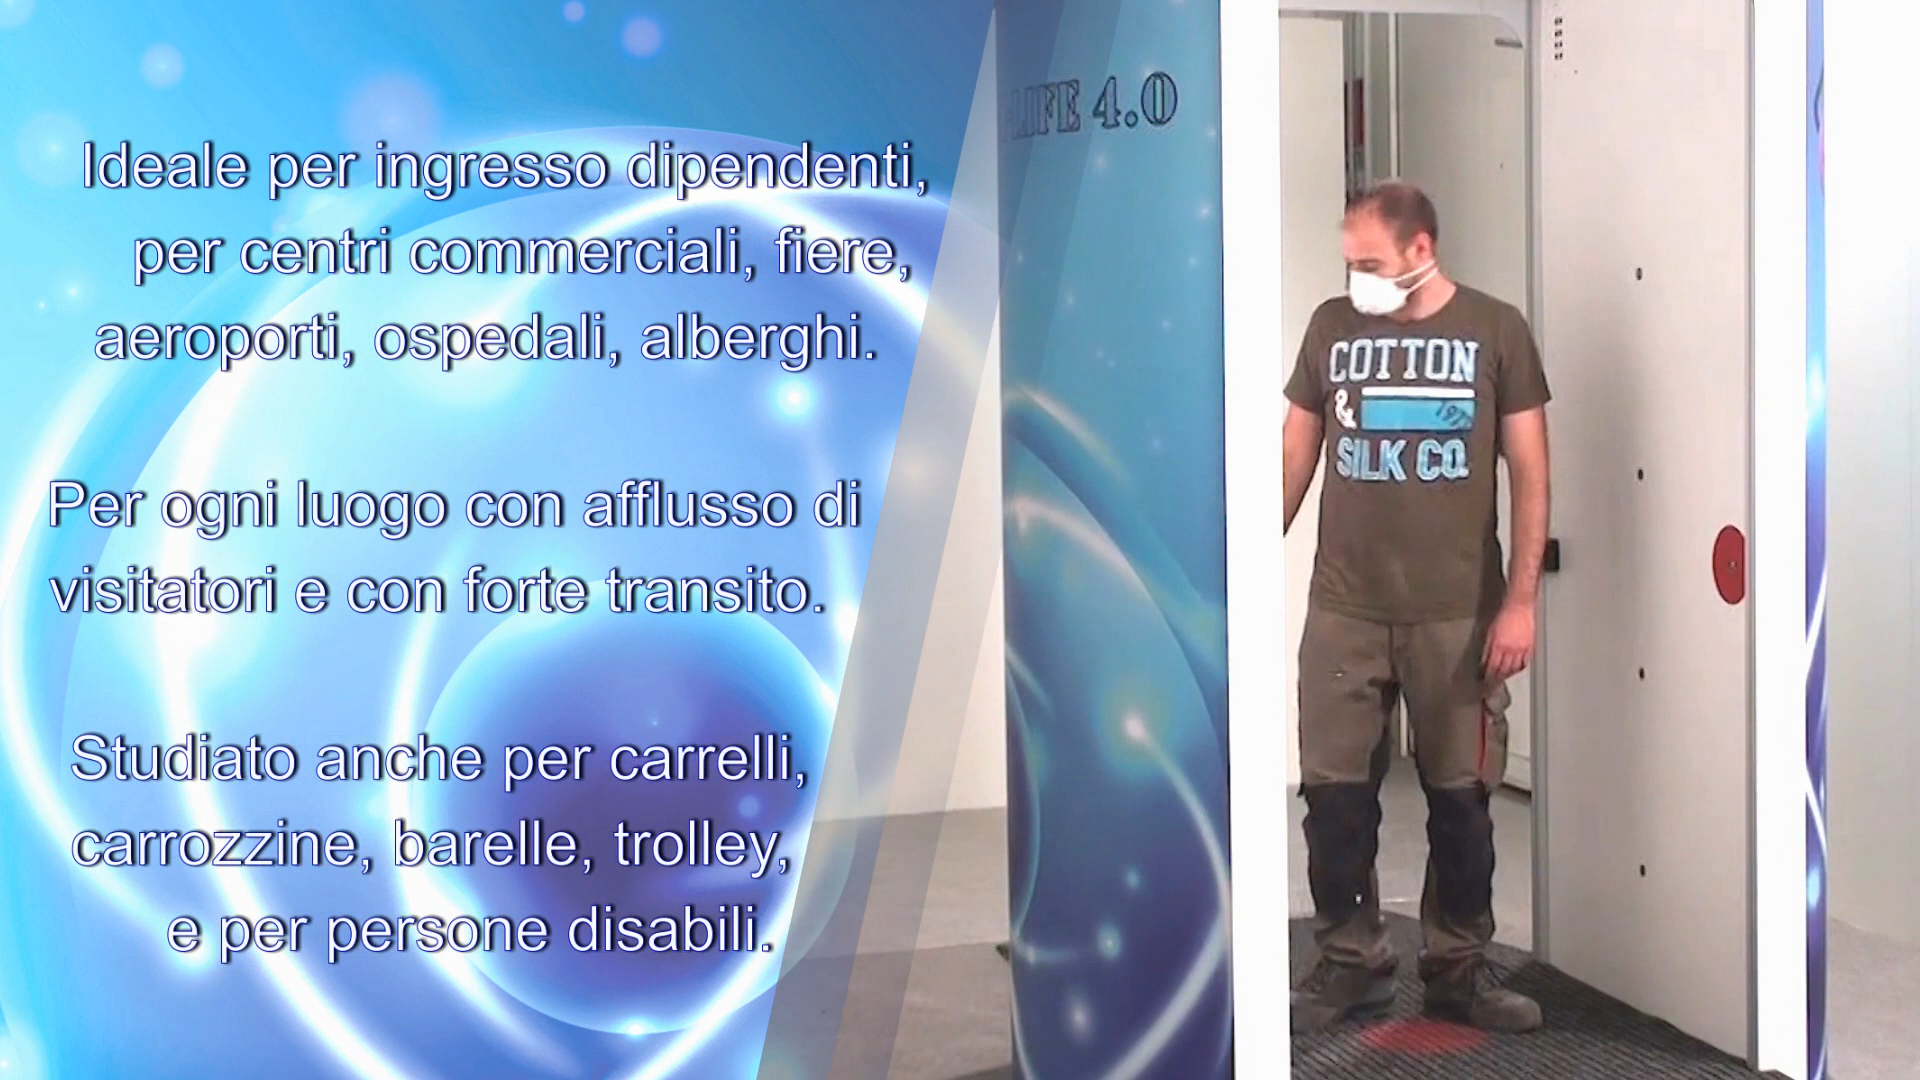 Ideale per ingresso dipendenti,
per centri commerciali, fiere,
aeroporti, ospedali, alberghi.
Per ogni luogo con afflusso di
visitatori e con forte transito.
Studiato anche per carrelli,
carrozzine, barelle, trolley,
e per persone disabili.
LIFE 4.0
COTTON
&
SILK CO.